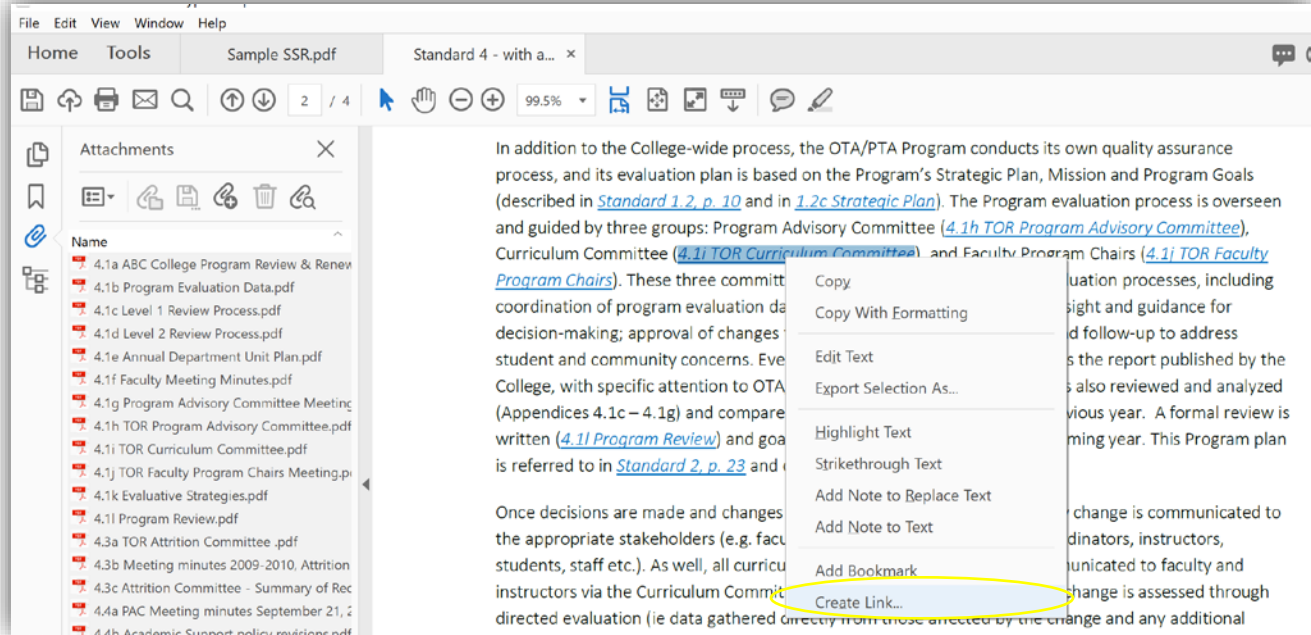 File Edit View Window Help
Home Tools Sample SSR.pdf Standard 4 - with a... ×
2 / 4 99.5%
Attachments
Name
4.1a ABC College Program Review & Renew
4.1b Program Evaluation Data.pdf
4.1c Level 1 Review Process.pdf
4.1d Level 2 Review Process.pdf
4.1e Annual Department Unit Plan.pdf
4.1f Faculty Meeting Minutes.pdf
4.1g Program Advisory Committee Meeting
4.1h TOR Program Advisory Committee.pdf
4.1i TOR Curriculum Committee.pdf
4.1j TOR Faculty Program Chairs Meeting.p
4.1k Evaluative Strategies.pdf
4.1l Program Review.pdf
4.3a TOR Attrition Committee .pdf
4.3b Meeting minutes 2009-2010, Attrition
4.3c Attrition Committee - Summary of Rec
4.4a PAC Meeting minutes September 21, 2
4.4b Academic Support policy revisions.pdf
In addition to the College-wide process, the OTA/PTA Program conducts its own quality assurance
process, and its evaluation plan is based on the Program's Strategic Plan, Mission and Program Goals
(described in Standard 1.2, p. 10 and in 1.2c Strategic Plan). The Program evaluation process is overseen
and guided by three groups: Program Advisory Committee (4.1h TOR Program Advisory Committee),
Curriculum Committee (4.1i TOR Curriculum Committee), and Faculty Program Chairs (4.1j TOR Faculty
Program Chairs). These three committ uation processes, including
coordination of program evaluation da sight and guidance for
decision-making; approval of changes d follow-up to address
student and community concerns. Eve s the report published by the
College, with specific attention to OTA s also reviewed and analyzed
(Appendices 4.1c – 4.1g) and compare vious year. A formal review is
written (4.1l Program Review) and goa ming year. This Program plan
is referred to in Standard 2, p. 23 and
Once decisions are made and changes change is communicated to
the appropriate stakeholders (e.g. facu dinators, instructors,
students, staff etc.). As well, all curricu unicated to faculty and
instructors via the Curriculum Commit hange is assessed through
directed evaluation (ie data gathered directly from those affected by the change and any additional
Copy
Copy With Formatting
Edit Text
Export Selection As...
Highlight Text
Strikethrough Text
Add Note to Replace Text
Add Note to Text
Add Bookmark
Create Link...